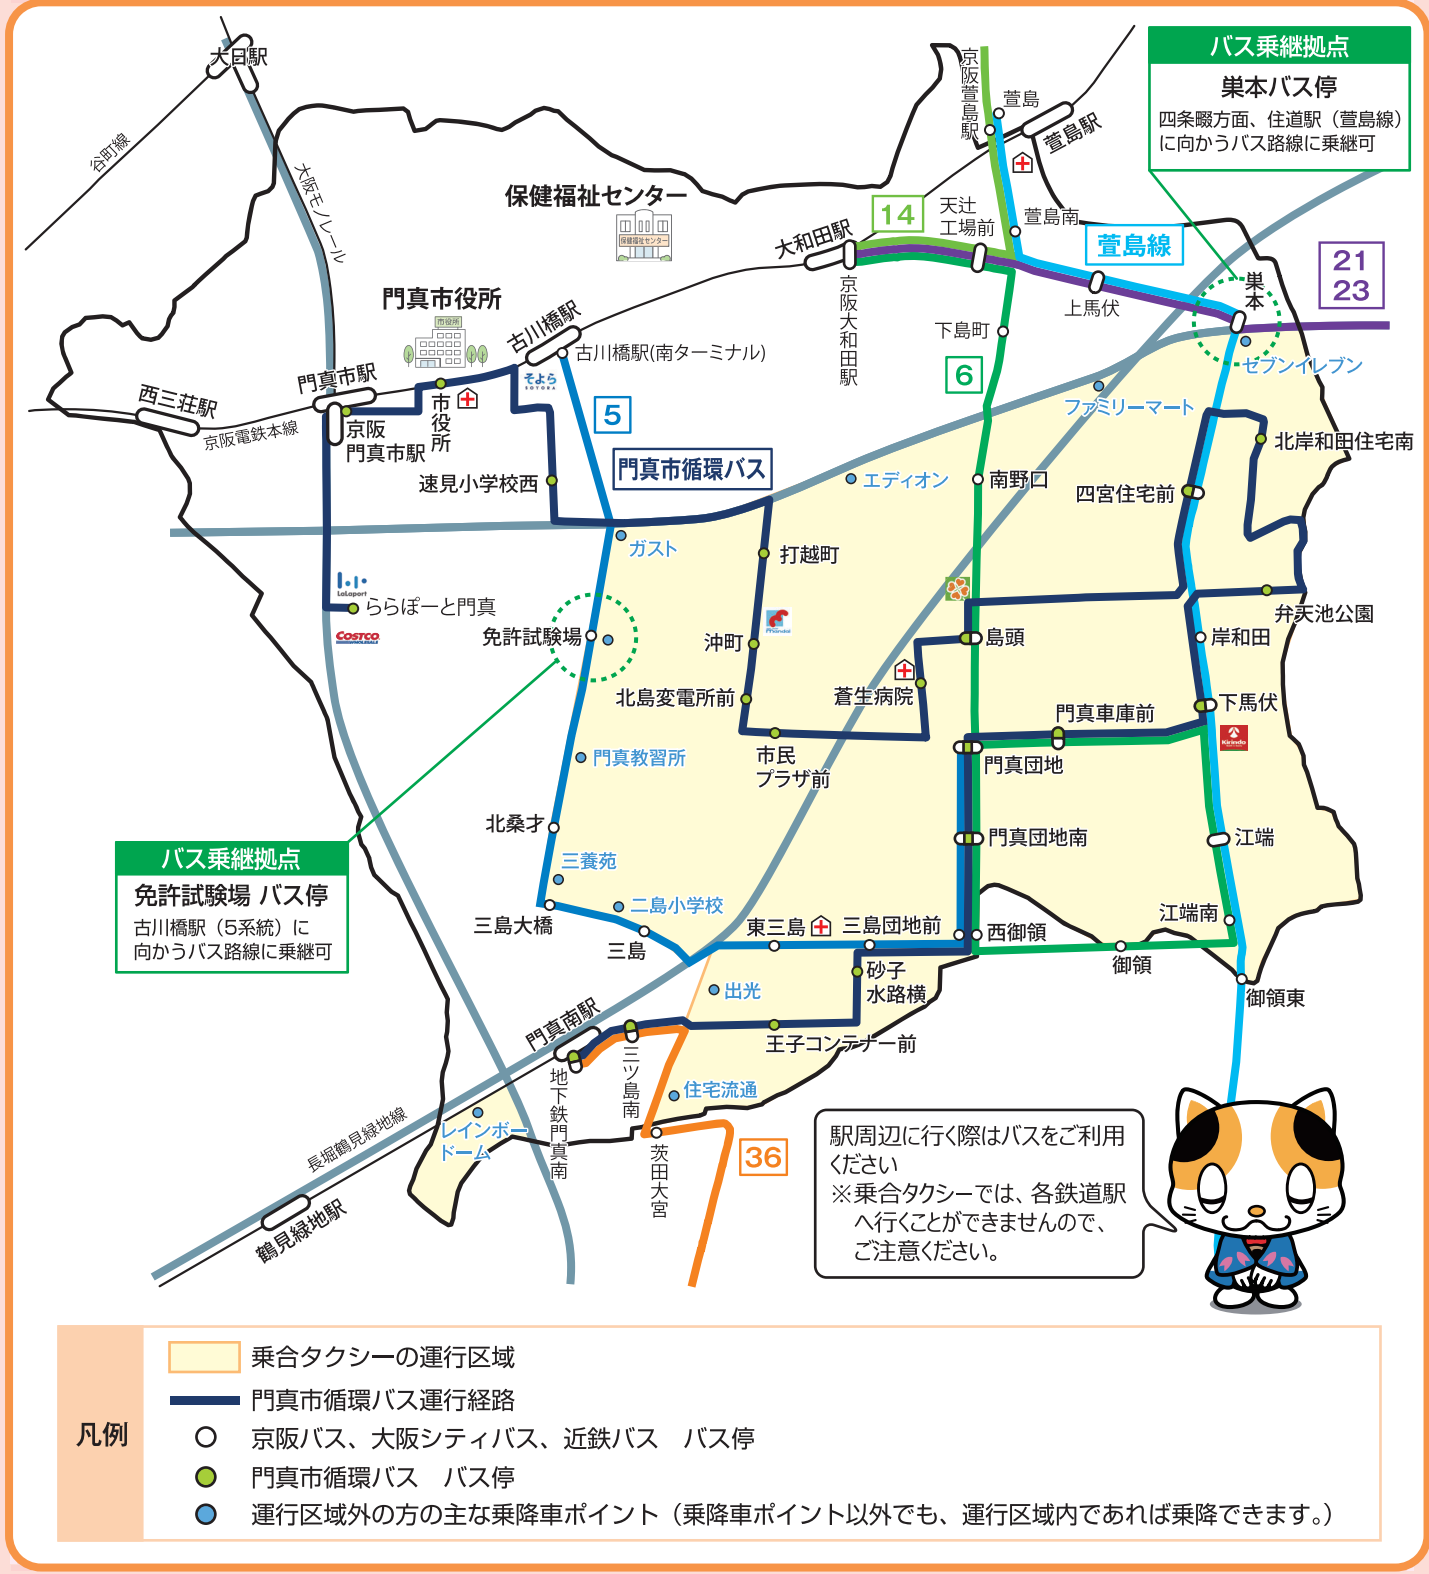 大日駅
谷町線
大阪モノレール
保健福祉センター
保健福祉センター
門真市役所
市役所
西三荘駅
京阪電鉄本線
門真市駅
京阪
門真市駅
市役所
古川橋駅
古川橋駅(南ターミナル)
そよら
SOYORA
5
速見小学校西
門真市循環バス
大和田駅
京阪大和田駅
14
天辻
工場前
京阪萱島駅
萱島
萱島駅
萱島南
萱島線
上馬伏
下島町
6
バス乗継拠点
巣本バス停
四条畷方面、住道駅（萱島線）
に向かうバス路線に乗継可
21
23
巣本
セブンイレブン
ファミリーマート
エディオン
南野口
四宮住宅前
北岸和田住宅南
ガスト
打越町
LaLaport
ららぽーと門真
COSTCO
WHOLESALE
免許試験場
沖町
北島変電所前
島頭
蒼生病院
弁天池公園
岸和田
下馬伏
Kirindo
門真車庫前
門真団地
市民
プラザ前
門真教習所
北桑才
三養苑
門真団地南
江端
バス乗継拠点
免許試験場 バス停
古川橋駅（5系統）に
向かうバス路線に乗継可
三島大橋
二島小学校
三島
東三島
三島団地前
西御領
江端南
御領
御領東
砂子
水路横
出光
王子コンテナー前
門真南駅
地下鉄門真南
三ツ島南
住宅流通
茨田大宮
36
レインボー
ドーム
長堀鶴見緑地線
鶴見緑地駅
駅周辺に行く際はバスをご利用
ください
※乗合タクシーでは、各鉄道駅
へ行くことができませんので、
ご注意ください。
凡例
乗合タクシーの運行区域
門真市循環バス運行経路
京阪バス、大阪シティバス、近鉄バス　バス停
門真市循環バス　バス停
運行区域外の方の主な乗降車ポイント（乗降車ポイント以外でも、運行区域内であれば乗降できます。）